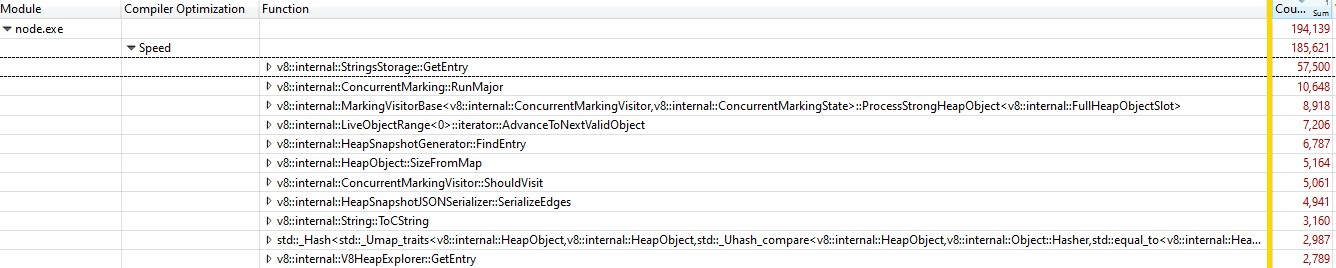 Module Compiler Optimization Function Cou... 1 Sum
node.exe 194,139
Speed 185,621
v8::internal::StringsStorage::GetEntry 57,500
v8::internal::ConcurrentMarking::RunMajor 10,648
v8::internal::MarkingVisitorBase<v8::internal::ConcurrentMarkingVisitor,v8::internal::ConcurrentMarkingState>::ProcessStrongHeapObject<v8::internal::FullHeapObjectSlot> 8,918
v8::internal::LiveObjectRange<0>::iterator::AdvanceToNextValidObject 7,206
v8::internal::HeapSnapshotGenerator::FindEntry 6,787
v8::internal::HeapObject::SizeFromMap 5,164
v8::internal::ConcurrentMarkingVisitor::ShouldVisit 5,061
v8::internal::HeapSnapshotJSONSerializer::SerializeEdges 4,941
v8::internal::String::ToCString 3,160
std::_Hash<std::_Umap_traits<v8::internal::HeapObject,v8::internal::HeapObject,std::_Uhash_compare<v8::internal::HeapObject,v8::internal::Object::Hasher,std::equal_to<v8::internal::Hea... 2,987
v8::internal::V8HeapExplorer::GetEntry 2,789